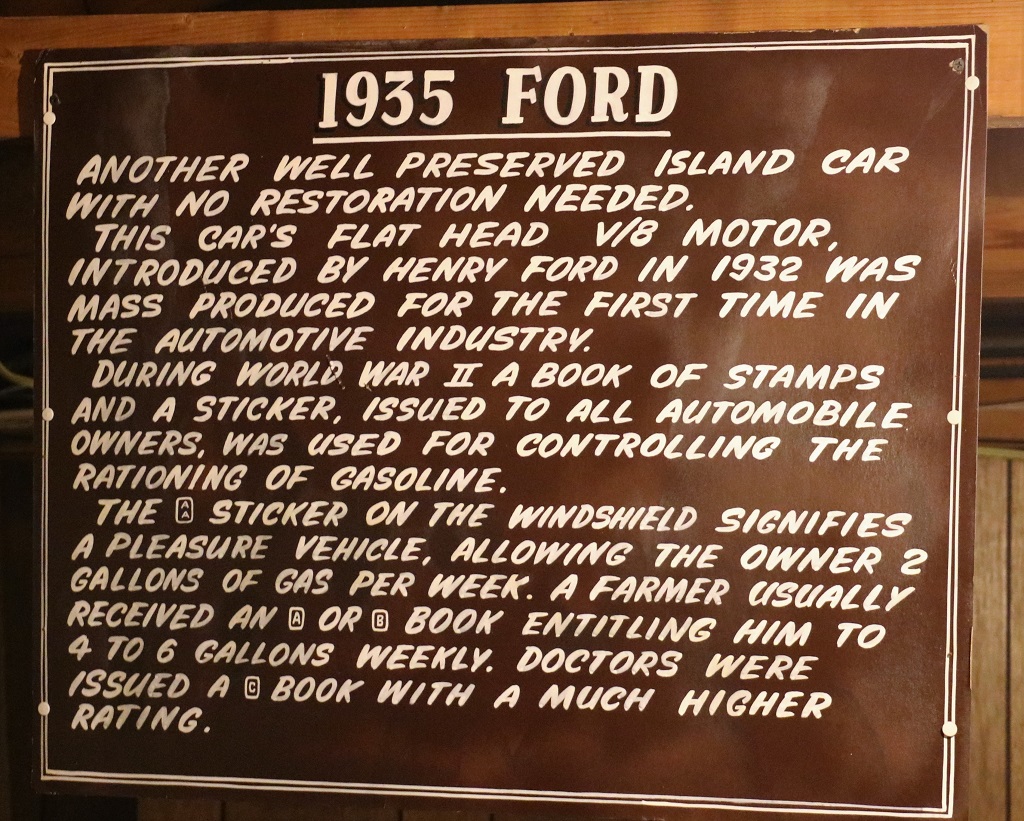 1935 FORD
ANOTHER WELL PRESERVED ISLAND CAR
WITH NO RESTORATION NEEDED.
THIS CAR'S FLAT HEAD V/8 MOTOR,
INTRODUCED BY HENRY FORD IN 1932 WAS
MASS PRODUCED FOR THE FIRST TIME IN
THE AUTOMOTIVE INDUSTRY.
DURING WORLD WAR II A BOOK OF STAMPS
AND A STICKER, ISSUED TO ALL AUTOMOBILE
OWNERS, WAS USED FOR CONTROLLING THE
RATIONING OF GASOLINE.
THE AA STICKER ON THE WINDSHIELD SIGNIFIES
A PLEASURE VEHICLE, ALLOWING THE OWNER 2
GALLONS OF GAS PER WEEK. A FARMER USUALLY
RECEIVED AN A OR B BOOK ENTITLING HIM TO
4 TO 6 GALLONS WEEKLY. DOCTORS WERE
ISSUED A C BOOK WITH A MUCH HIGHER
RATING.